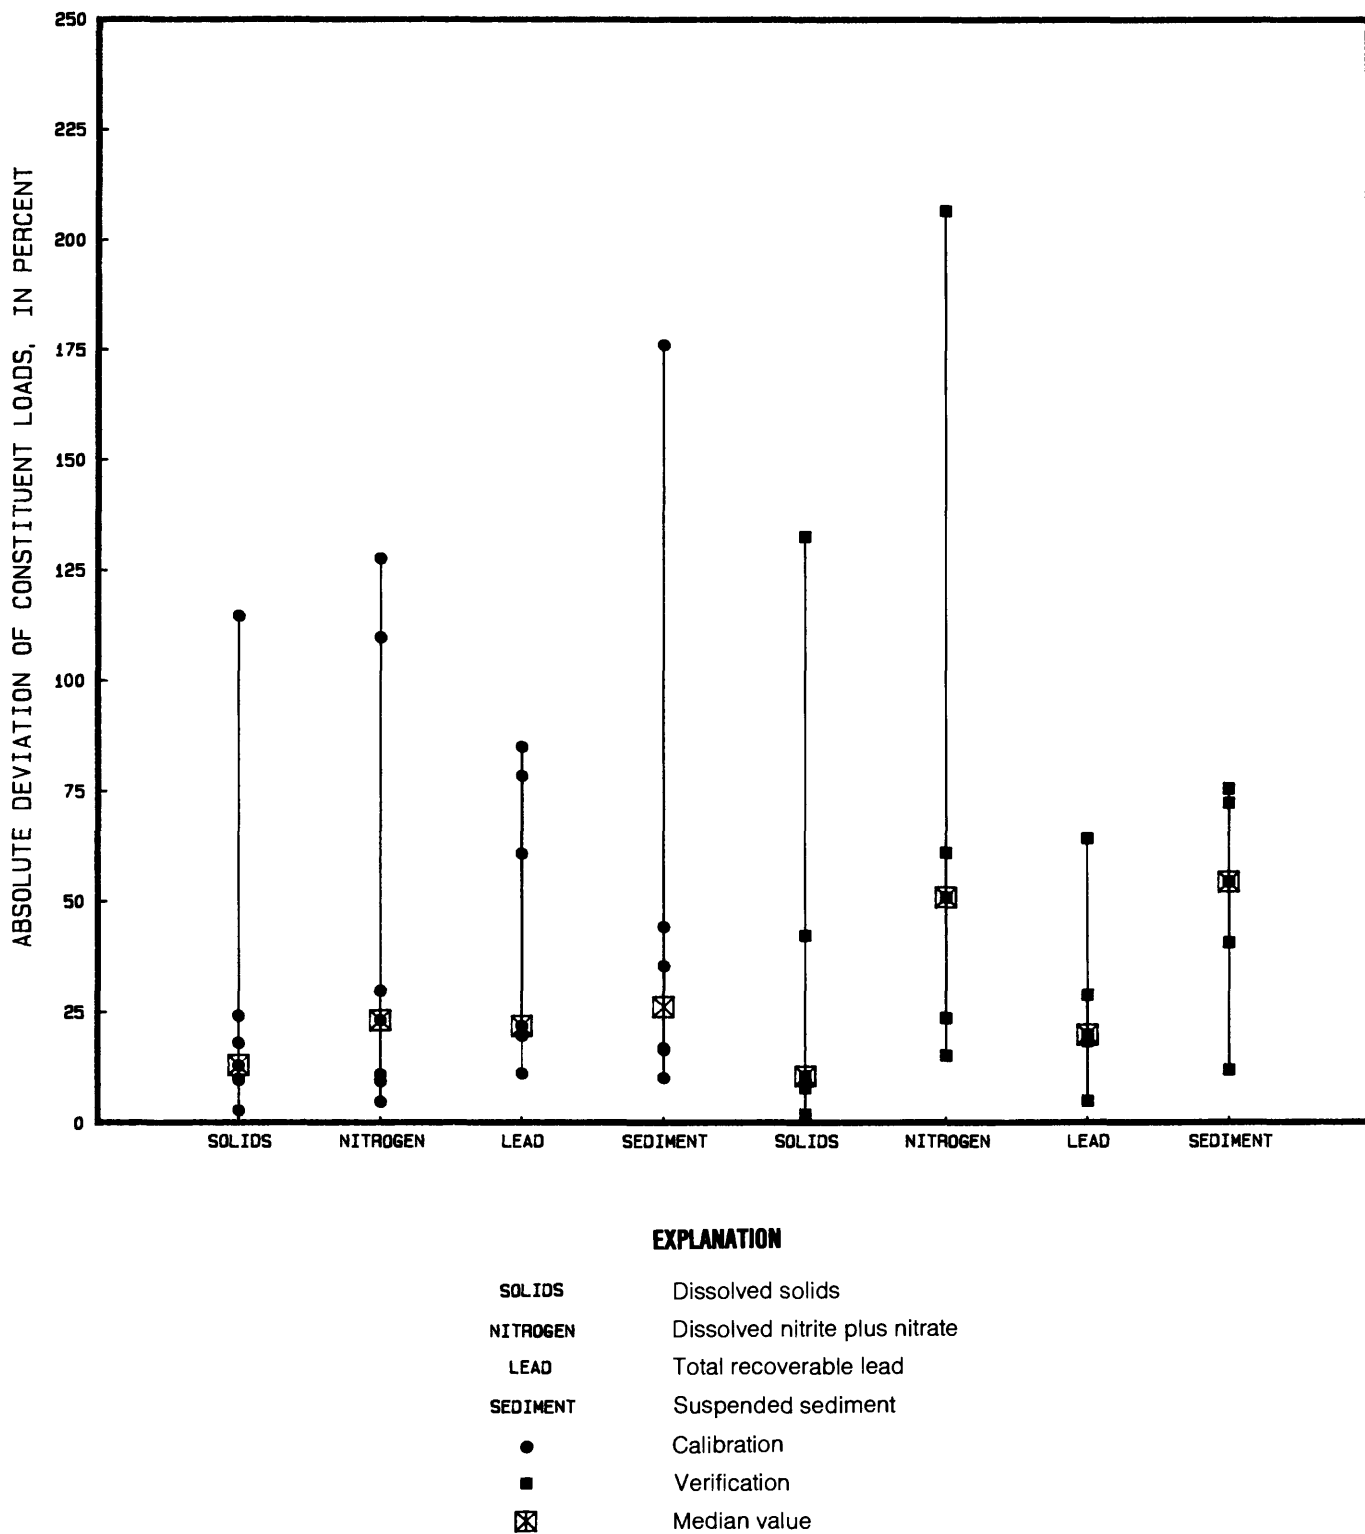 250
225
200
175
150
125
100
75
50
25
0
ABSOLUTE DEVIATION OF CONSTITUENT LOADS, IN PERCENT
SOLIDS NITROGEN LEAD SEDIMENT SOLIDS NITROGEN LEAD SEDIMENT
EXPLANATION
SOLIDS Dissolved solids
NITROGEN Dissolved nitrite plus nitrate
LEAD Total recoverable lead
SEDIMENT Suspended sediment
Calibration
Verification
Median value